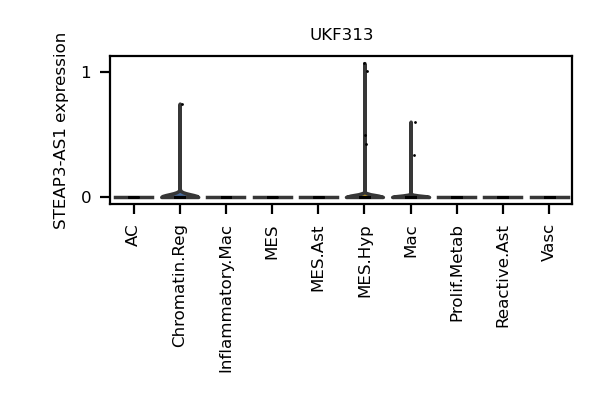 UKF313
STEAP3-AS1 expression
1
0
AC
Chromatin.Reg
Inflammatory.Mac
MES
MES.Ast
MES.Hyp
Mac
Prolif.Metab
Reactive.Ast
Vasc